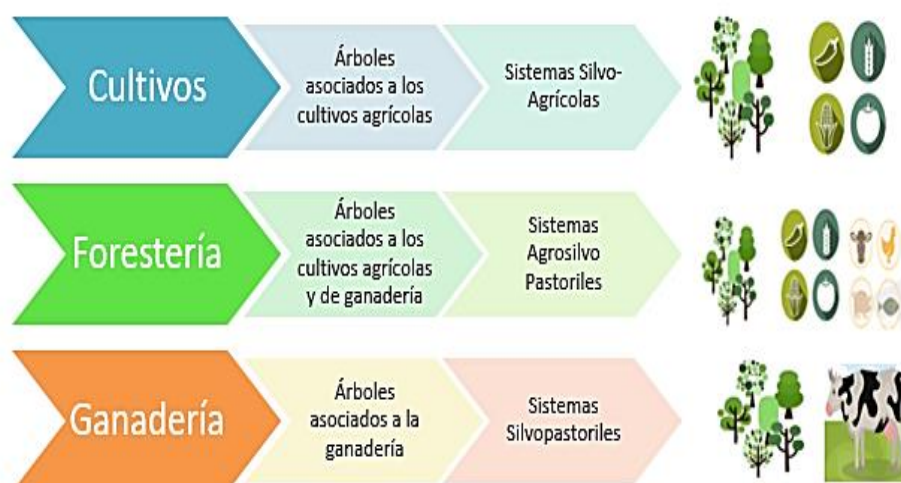 Cultivos
Árboles
asociados a los
cultivos agrícolas
Sistemas Silvo-
Agrícolas
Forestería
Árboles
asociados a los
cultivos agrícolas
y de ganadería
Sistemas
Agrosilvo
Pastoriles
Ganadería
Árboles
asociados a la
ganadería
Sistemas
Silvopastoriles